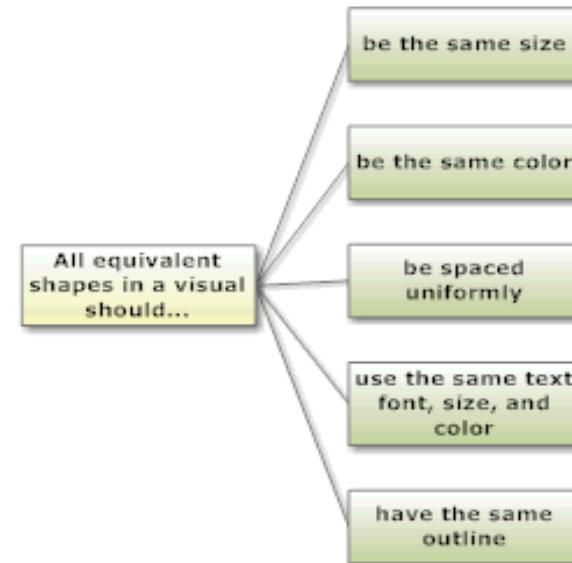 be the same size
be the same color
All equivalent
shapes in a visual
should...
be spaced
uniformly
use the same text
font, size, and
color
have the same
outline